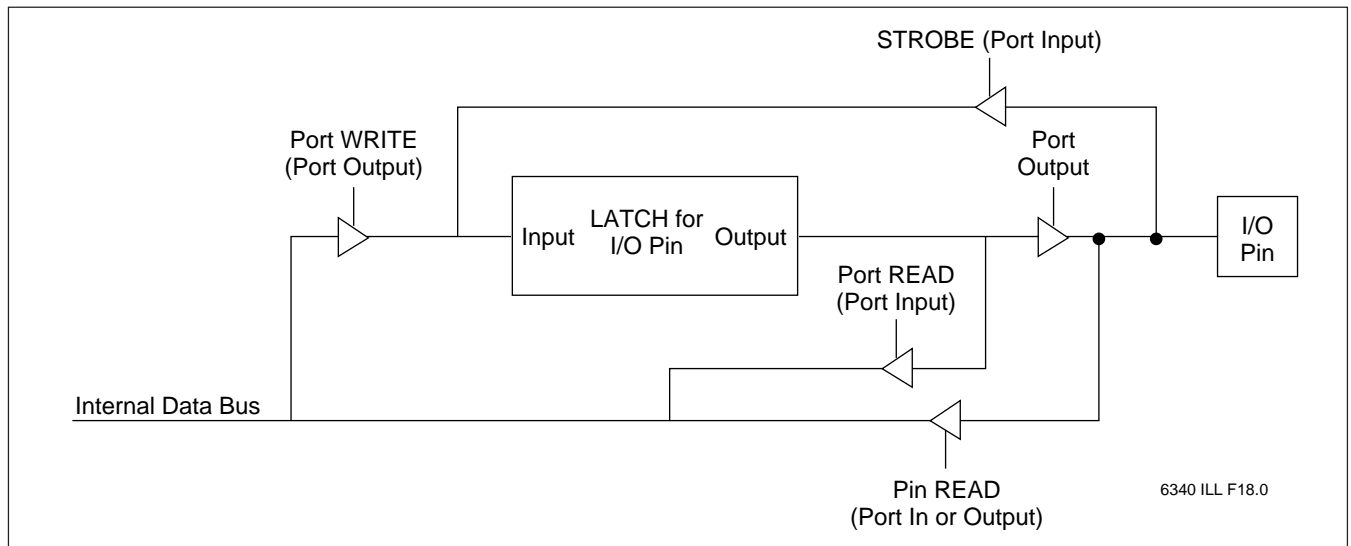 STROBE (Port Input)
Port WRITE
(Port Output)
Port
Output
Input
LATCH for
I/O Pin
Output
I/O
Pin
Port READ
(Port Input)
Internal Data Bus
Pin READ
(Port In or Output)
6340 ILL F18.0